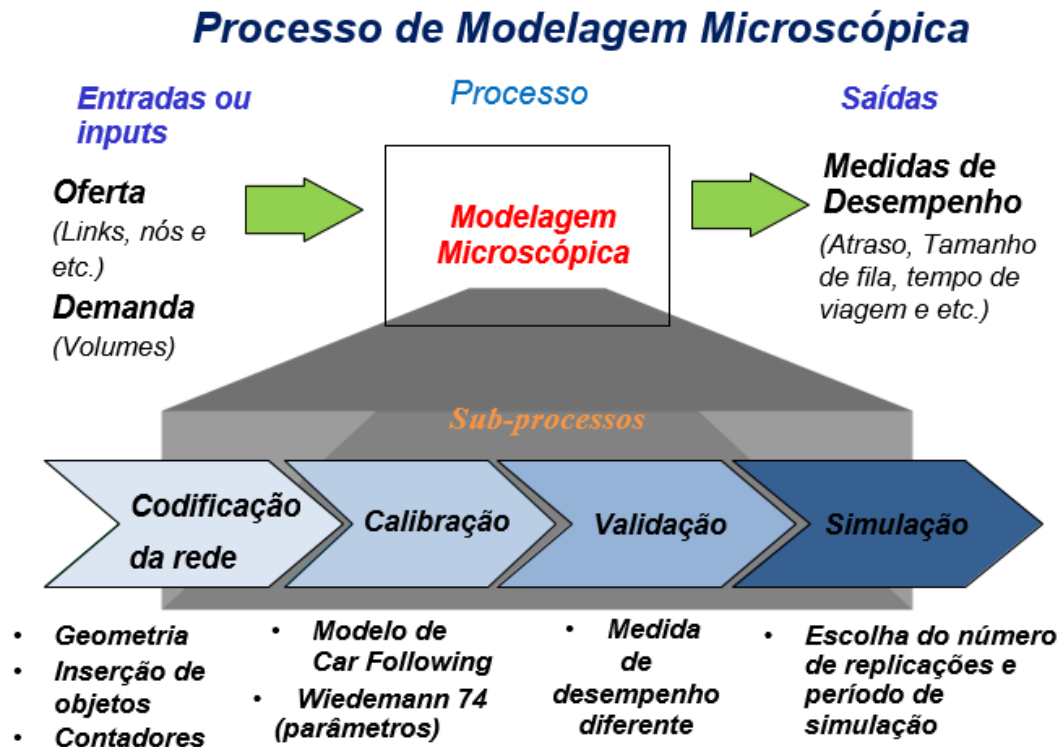 Processo de Modelagem Microscópica
Entradas ou
inputs
Processo
Saídas
Oferta
(Links, nós e
etc.)
Demanda
(Volumes)
Modelagem
Microscópica
Medidas de
Desempenho
(Atraso, Tamanho
de fila, tempo de
viagem e etc.)
Sub-processos
Codificação
da rede
Calibração
Validação
Simulação
• Geometria
• Inserção de
objetos
• Contadores
• Modelo de
Car Following
• Wiedemann 74
(parâmetros)
• Medida
de
desempenho
diferente
• Escolha do número
de replicações e
período de
simulação